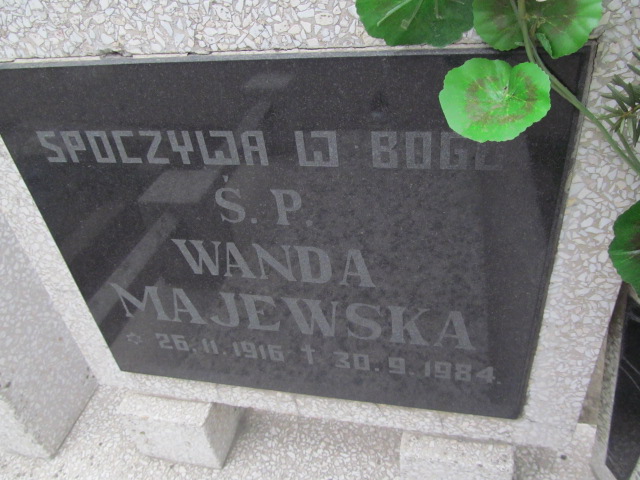 SPOCZYWA W BOGU
Ś. P.
WANDA
MAJEWSKA
* 26.11.1916 † 30.9.1984.